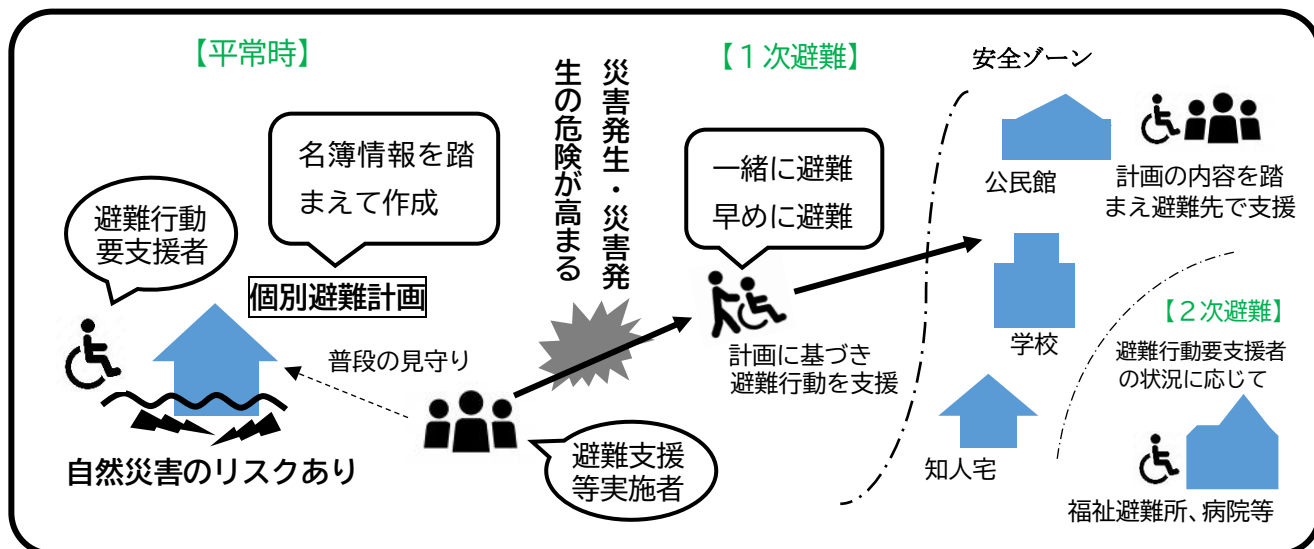 【平常時】
名簿情報を踏
まえて作成
避難行動
要支援者
個別避難計画
普段の見守り
自然災害のリスクあり
避難支援
等実施者
災害発生・災害発
生の危険が高まる
【１次避難】
一緒に避難
早めに避難
計画に基づき
避難行動を支援
安全ゾーン
公民館
計画の内容を踏
まえ避難先で支援
学校
知人宅
【２次避難】
避難行動要支援者
の状況に応じて
福祉避難所、病院等